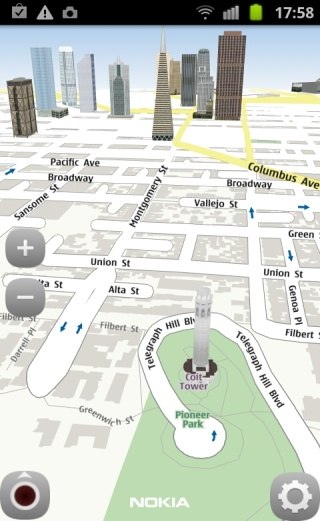 17:58
Pacific Ave
Broadway
Columbus Ave
Sansome St
Montgomery St
Broadway
Vallejo St
Green S
Union St
Union St
lta St
Alta St
Genoa Pl
Filbert St
Filbert St
Filbert S
Darrell Pl
Telegraph Hill Blv
Telegraph Hill Blvd
Coit
Tower
Greenwich St
Pioneer
Park
NOKIA